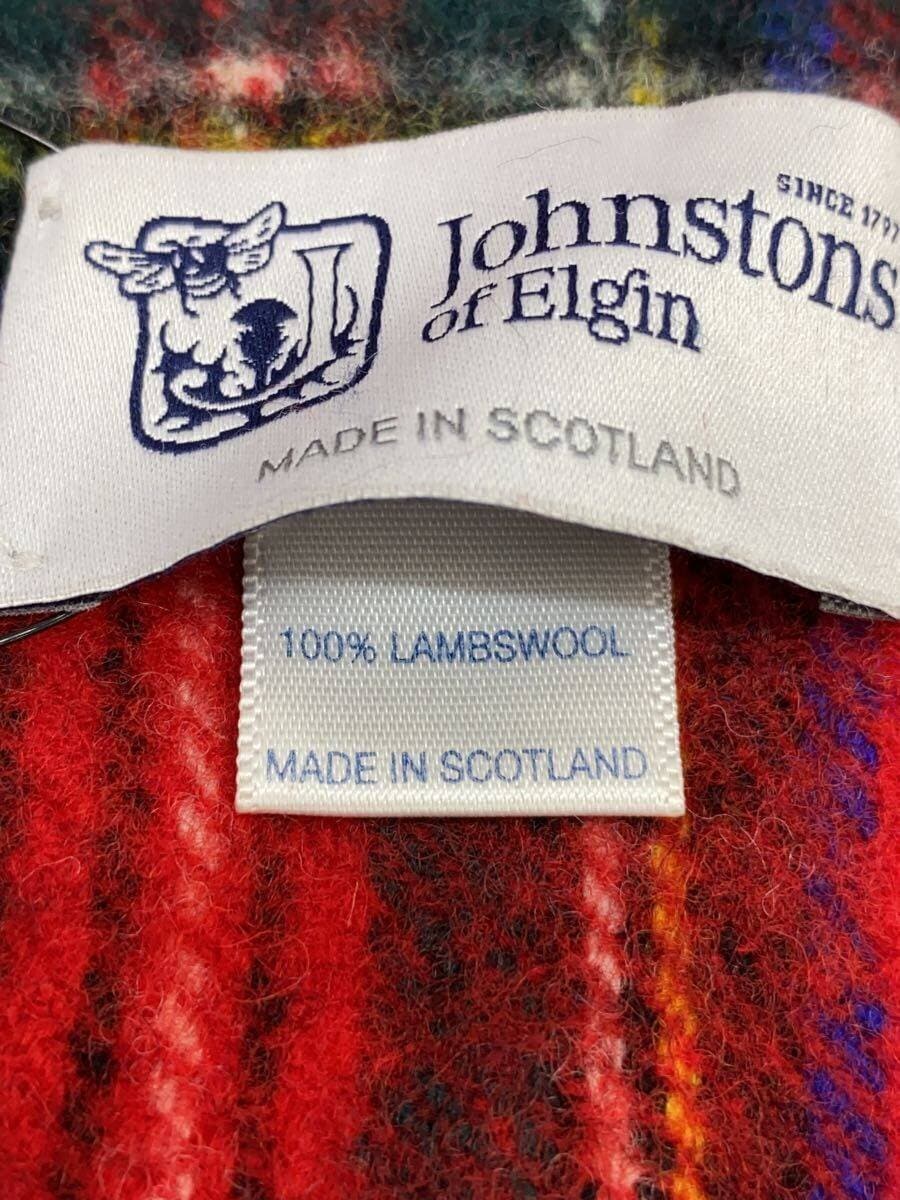 SINCE 1797
Johnstons
of Elgin
MADE IN SCOTLAND
100% LAMBSWOOL
MADE IN SCOTLAND